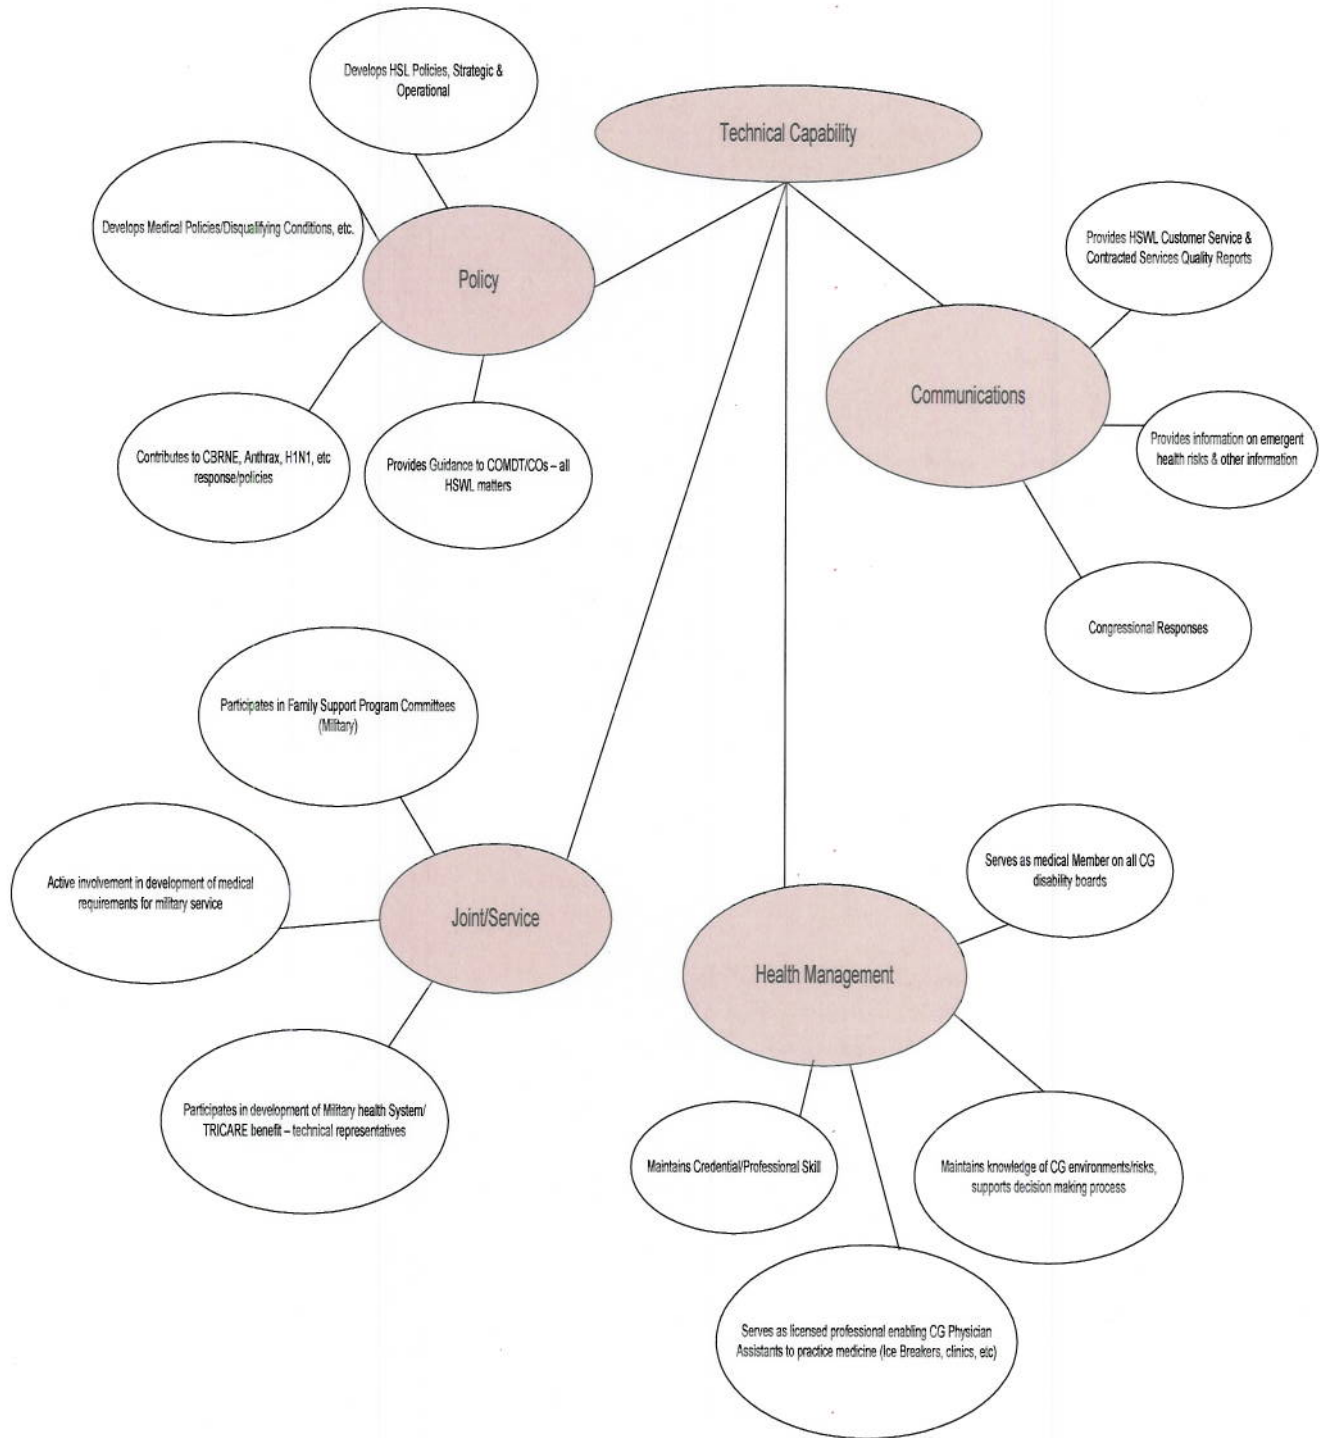 Develops HSL Policies, Strategic &
Operational
Technical Capability
Develops Medical Policies/Disqualifying Conditions, etc.
Policy
Provides HSWL Customer Service &
Contracted Services Quality Reports
Communications
Provides information on emergent
health risks & other information
Contributes to CBRNE, Anthrax, H1N1, etc
response/policies
Provides Guidance to COMDT/COs – all
HSWL matters
Congressional Responses
Participates in Family Support Program Committees
(Military)
Active involvement in development of medical
requirements for military service
Joint/Service
Serves as medical Member on all CG
disability boards
Health Management
Participates in development of Military health System/
TRICARE benefit – technical representatives
Maintains Credential/Professional Skill
Maintains knowledge of CG environments/risks,
supports decision making process
Serves as licensed professional enabling CG Physician
Assistants to practice medicine (Ice Breakers, clinics, etc)